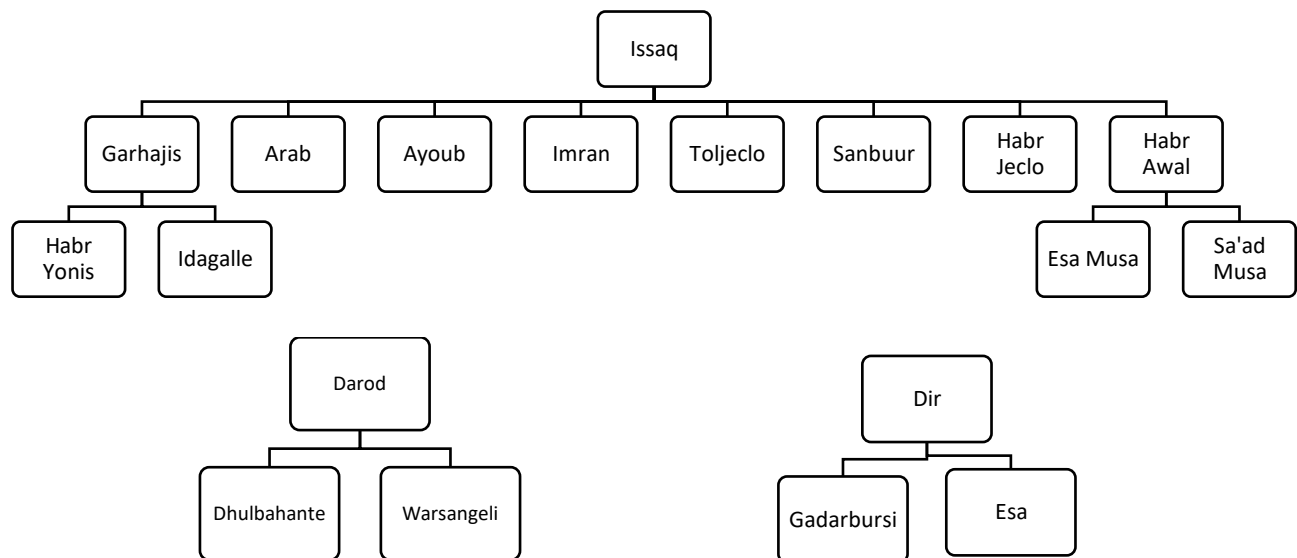 Issaq
Garhajis
Arab
Ayoub
Imran
Toljeclo
Sanbuur
Habr
Jeclo
Habr
Awal
Habr
Yonis
Idagalle
Esa Musa
Sa'ad
Musa
Darod
Dir
Dhulbahante
Warsangeli
Gadarbursi
Esa